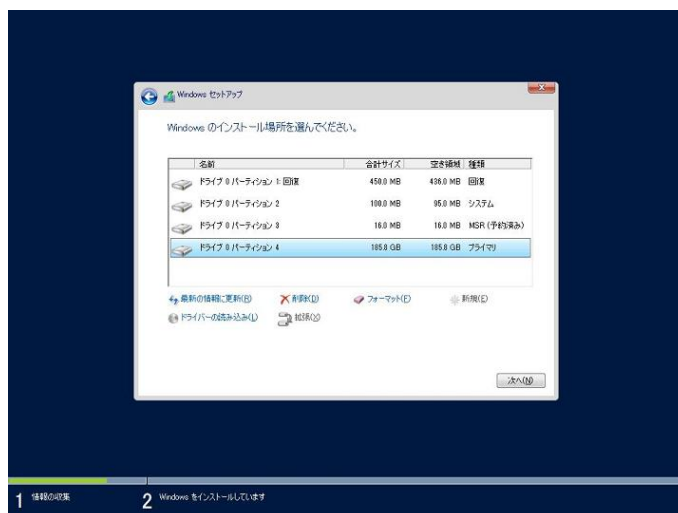 Windows セットアップ
Windows のインストール場所を選んでください。
名前 合計サイズ 空き領域 種類
ドライブ 0 パーティション 1: 回復 450.0 MB 436.0 MB 回復
ドライブ 0 パーティション 2 100.0 MB 95.0 MB システム
ドライブ 0 パーティション 3 16.0 MB 16.0 MB MSR (予約済み)
ドライブ 0 パーティション 4 185.8 GB 185.8 GB プライマリ
最新の情報に更新(R) 削除(D) フォーマット(F) 新規(E)
ドライバーの読み込み(L) 拡張(X)
次へ(N)
1 情報の収集 2 Windows をインストールしています